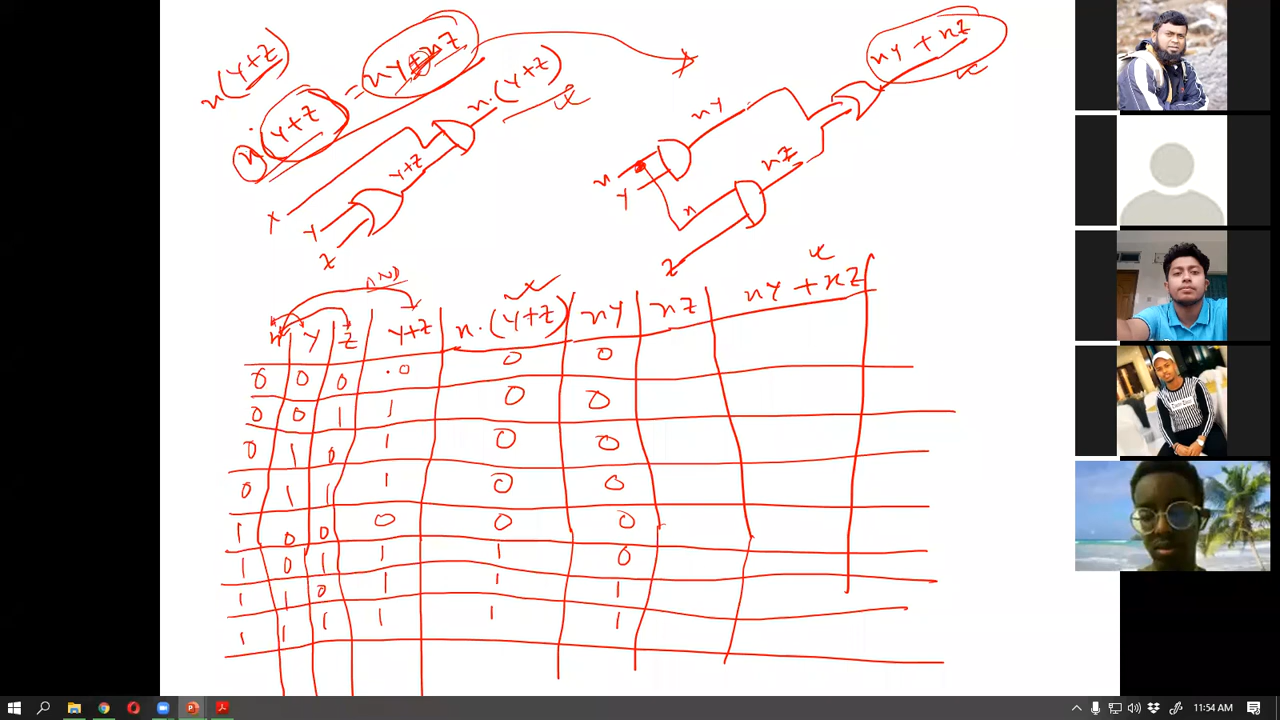 x(y+z)
x.(y+z) = xy+xz
x.(y+z)
y+z
x
y
z
xy + xz
xy
xz
x
y
x
z
AND
x y z y+z x.(y+z) xy xz xy + xz
0 0 0 0 0 0
0 0 1 1 0 0
0 1 0 1 0 0
0 1 1 1 0 0
1 0 0 0 0 0
1 0 1 1 1 0
1 1 0 1 1 1
1 1 1 1 1 1
11:54 AM